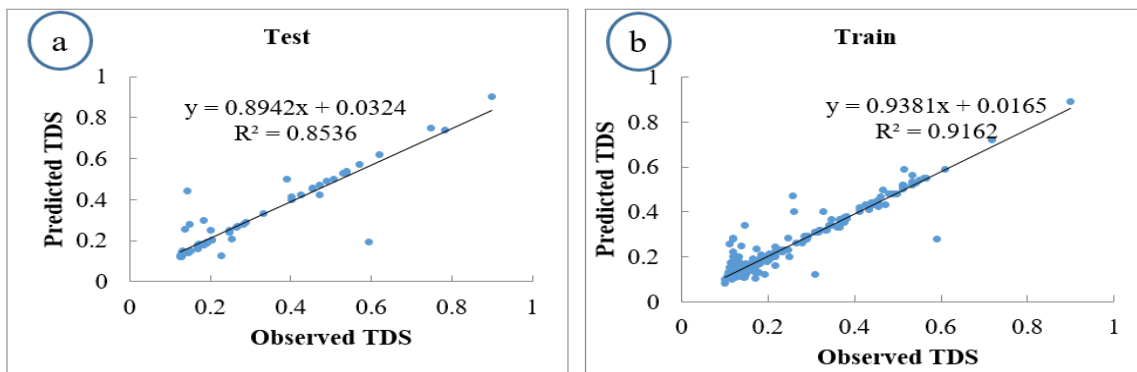 a
Test
1
0.8
0.6
0.4
0.2
0
y = 0.8942x + 0.0324
R² = 0.8536
Predicted TDS
0 0.2 0.4 0.6 0.8 1
Observed TDS
b
Train
1
0.8
0.6
0.4
0.2
0
y = 0.9381x + 0.0165
R² = 0.9162
Predicted TDS
0 0.2 0.4 0.6 0.8 1
Observed TDS